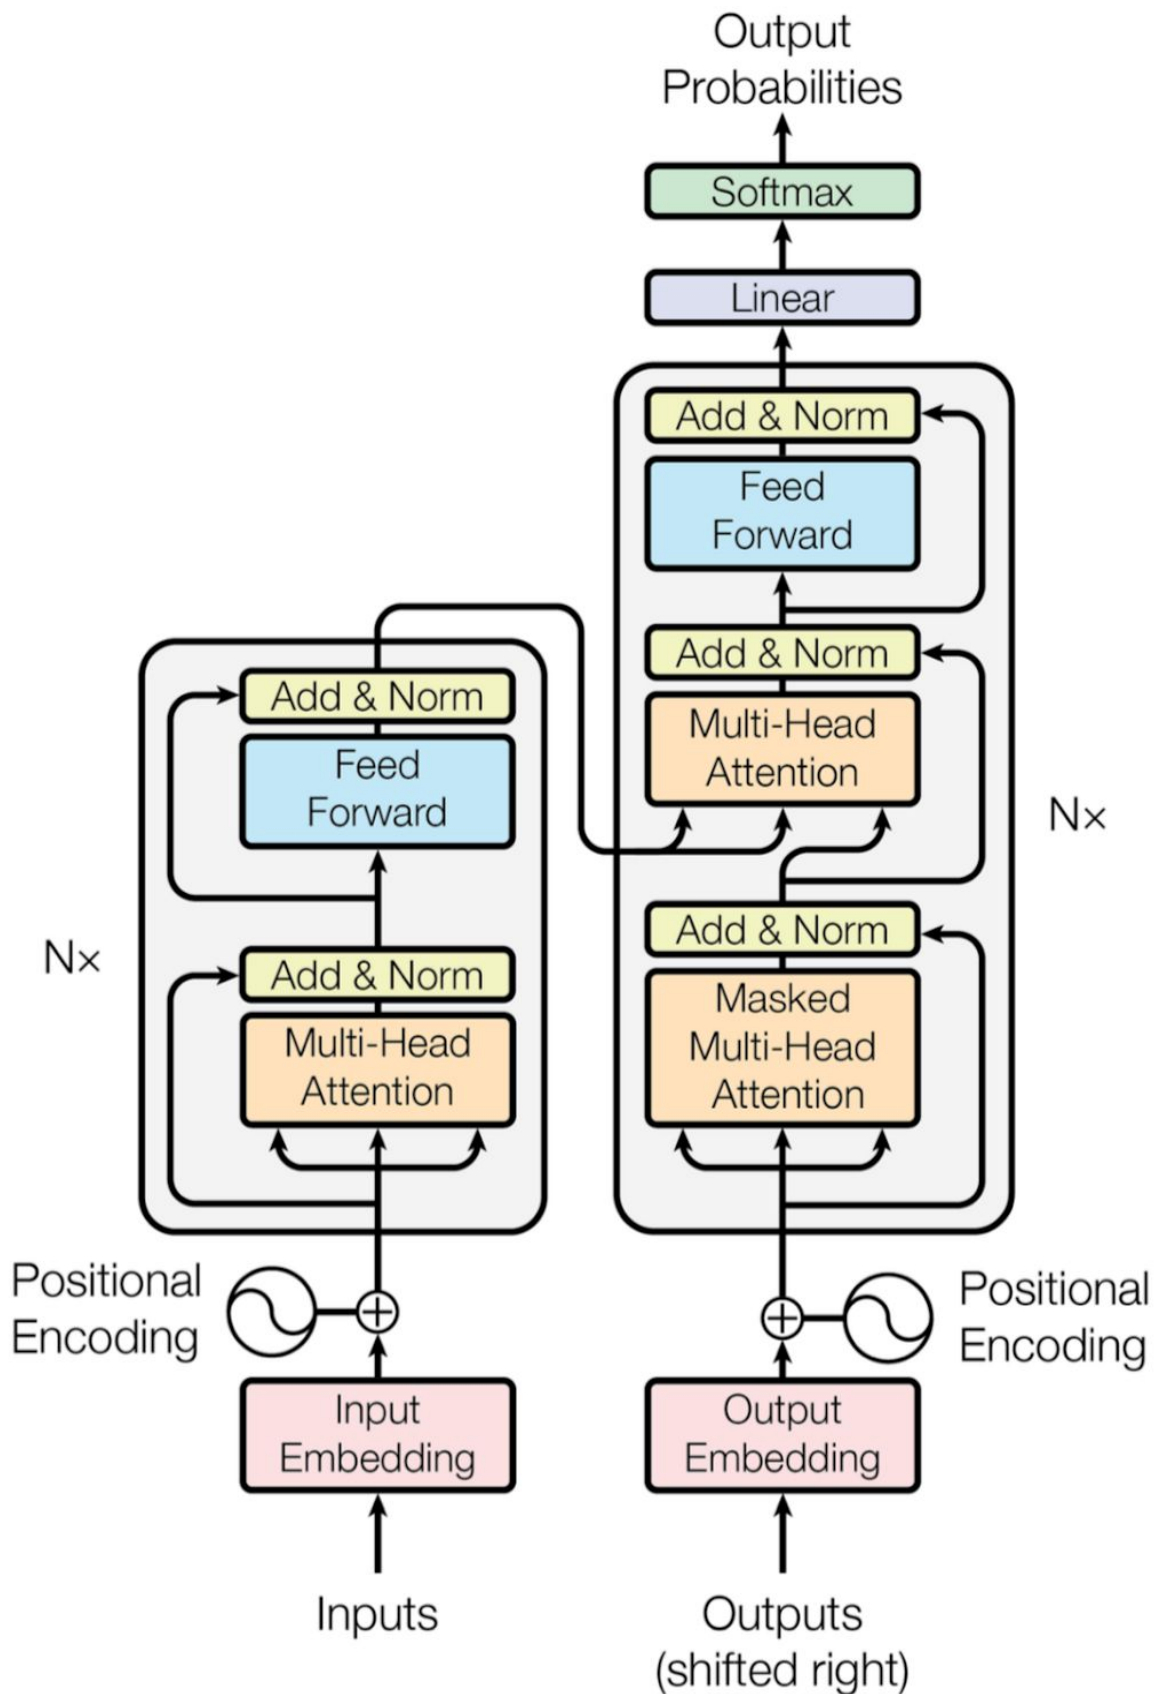 Output
Probabilities
Softmax
Linear
Add & Norm
Feed
Forward
Add & Norm
Multi-Head
Attention
Nx
Add & Norm
Masked
Multi-Head
Attention
Add & Norm
Feed
Forward
Nx
Add & Norm
Multi-Head
Attention
Positional
Encoding
Positional
Encoding
Input
Embedding
Output
Embedding
Inputs
Outputs
(shifted right)